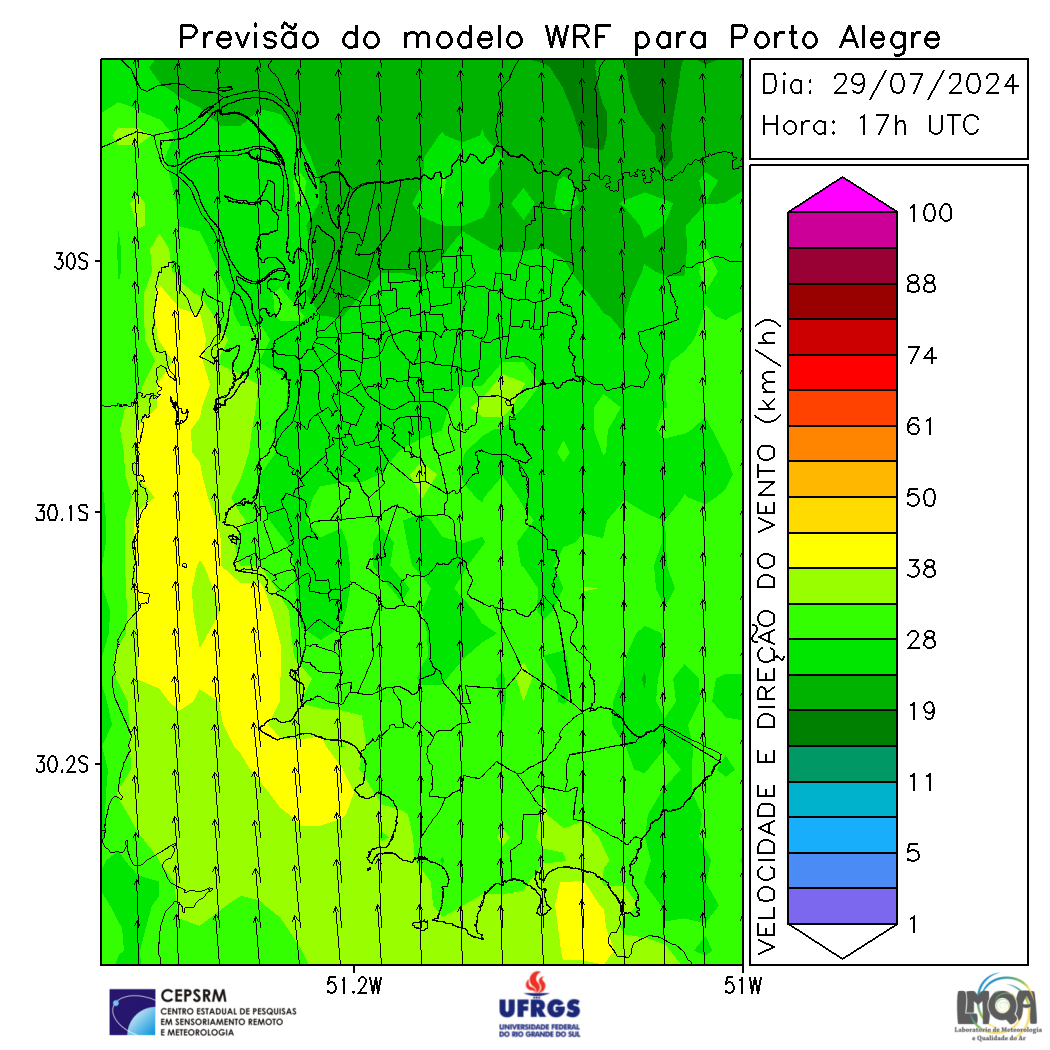 Previsão do modelo WRF para Porto Alegre
Dia: 29/07/2024
Hora: 17h UTC
30S
30.1S
30.2S
51.2W
51W
VELOCIDADE E DIREÇÃO DO VENTO (km/h)
100
88
74
61
50
38
28
19
11
5
1
CEPSRM
CENTRO ESTADUAL DE PESQUISAS
EM SENSORIAMENTO REMOTO
E METEOROLOGIA
UFRGS
UNIVERSIDADE FEDERAL
DO RIO GRANDE DO SUL
LMQA
Laboratório de Meteorologia
e Qualidade do Ar